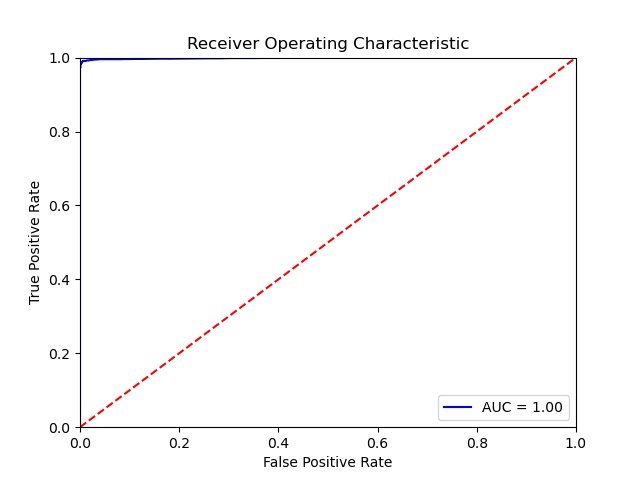 Receiver Operating Characteristic
True Positive Rate
1.0
0.8
0.6
0.4
0.2
0.0
AUC = 1.00
0.0 0.2 0.4 0.6 0.8 1.0
False Positive Rate